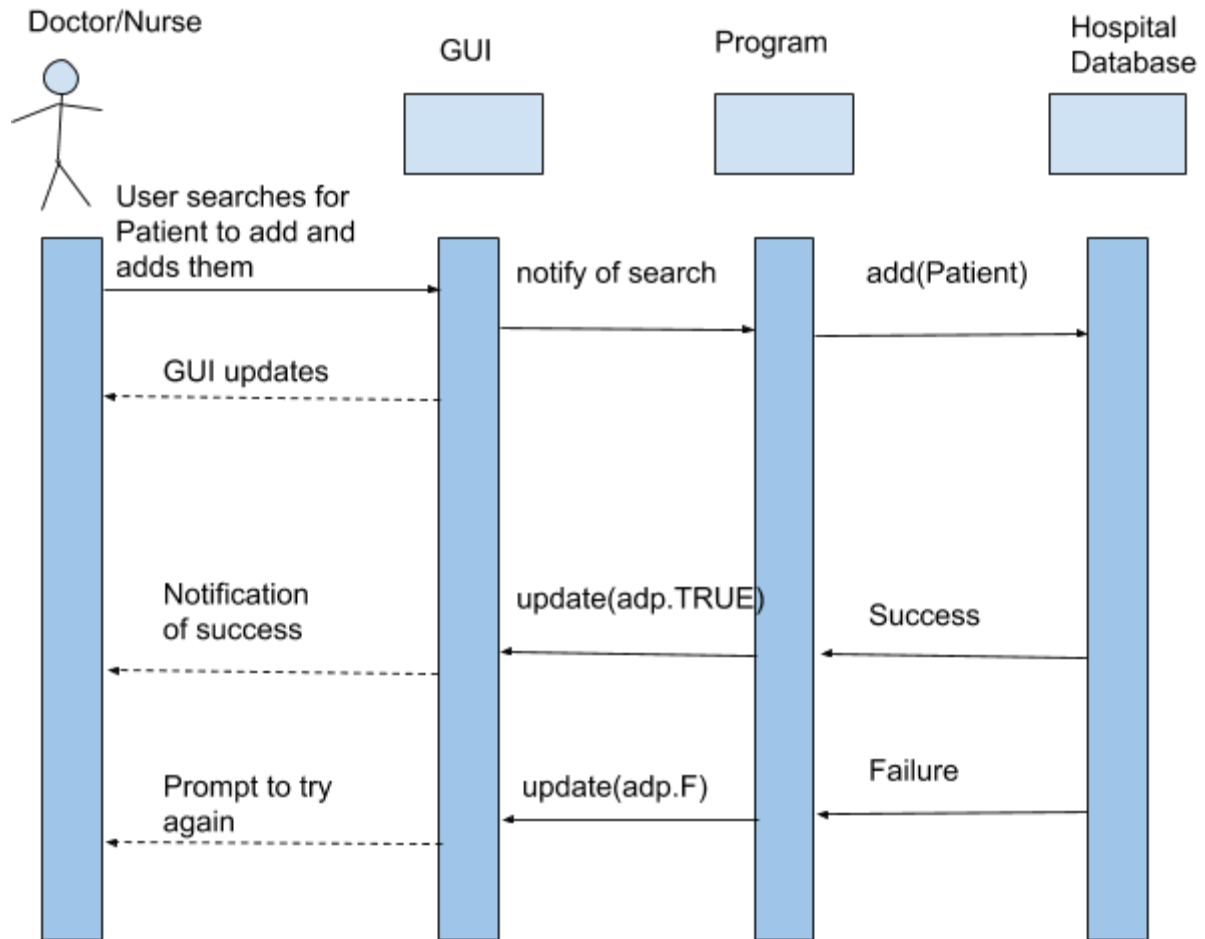 Doctor/Nurse
GUI
Program
Hospital
Database
User searches for
Patient to add and
adds them
notify of search
add(Patient)
GUI updates
Notification
of success
update(adp.TRUE)
Success
Prompt to try
again
update(adp.F)
Failure